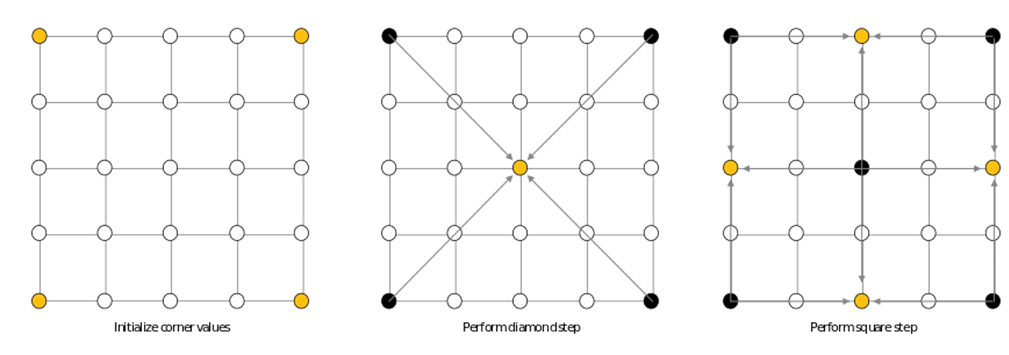 Initialize corner values
Perform diamond step
Perform square step